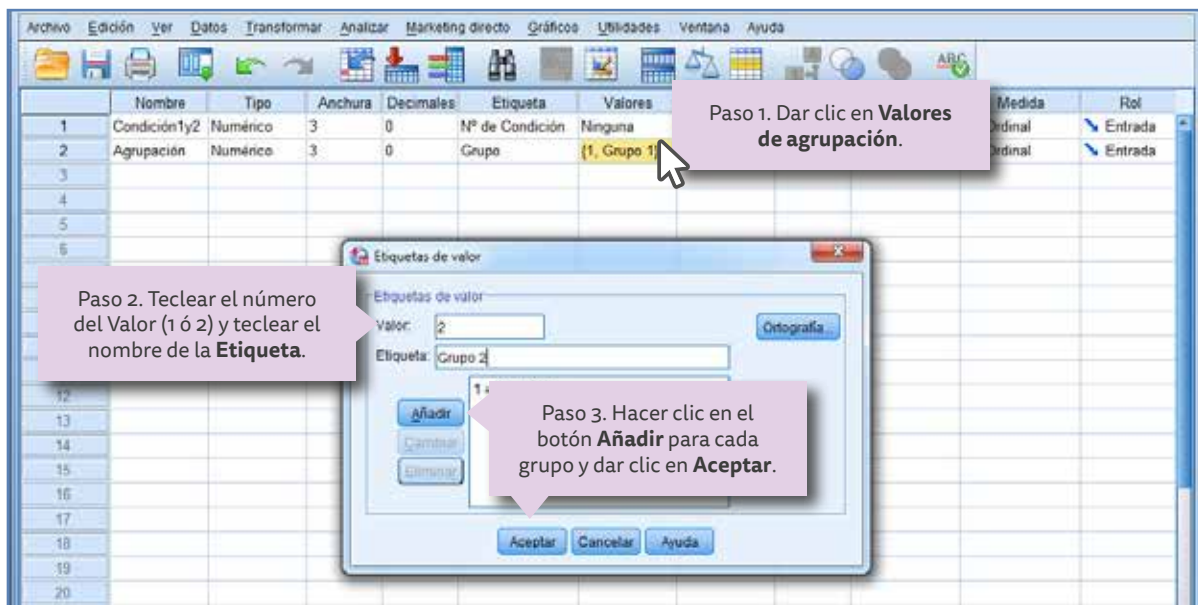 Archivo Edición Ver Datos Transformar Analizar Marketing directo Gráficos Utilidades Ventana Ayuda
ABC
Nombre Tipo Anchura Decimales Etiqueta Valores Medida Rol
1 Condición1y2 Numérico 3 0 Nº de Condición Ninguna Ordinal Entrada
2 Agrupación Numérico 3 0 Grupo {1, Grupo 1} Ordinal Entrada
Paso 1. Dar clic en Valores
de agrupación.
3
4
5
6
Etiquetas de valor
Etiquetas de valor
Paso 2. Teclear el número
del Valor (1 ó 2) y teclear el
nombre de la Etiqueta.
Valor: 2
Ortografía...
Etiqueta: Grupo 2
12
13
14
15
16
17
18
19
20
1
Añadir
Cambiar
Eliminar
Paso 3. Hacer clic en el
botón Añadir para cada
grupo y dar clic en Aceptar.
Aceptar Cancelar Ayuda